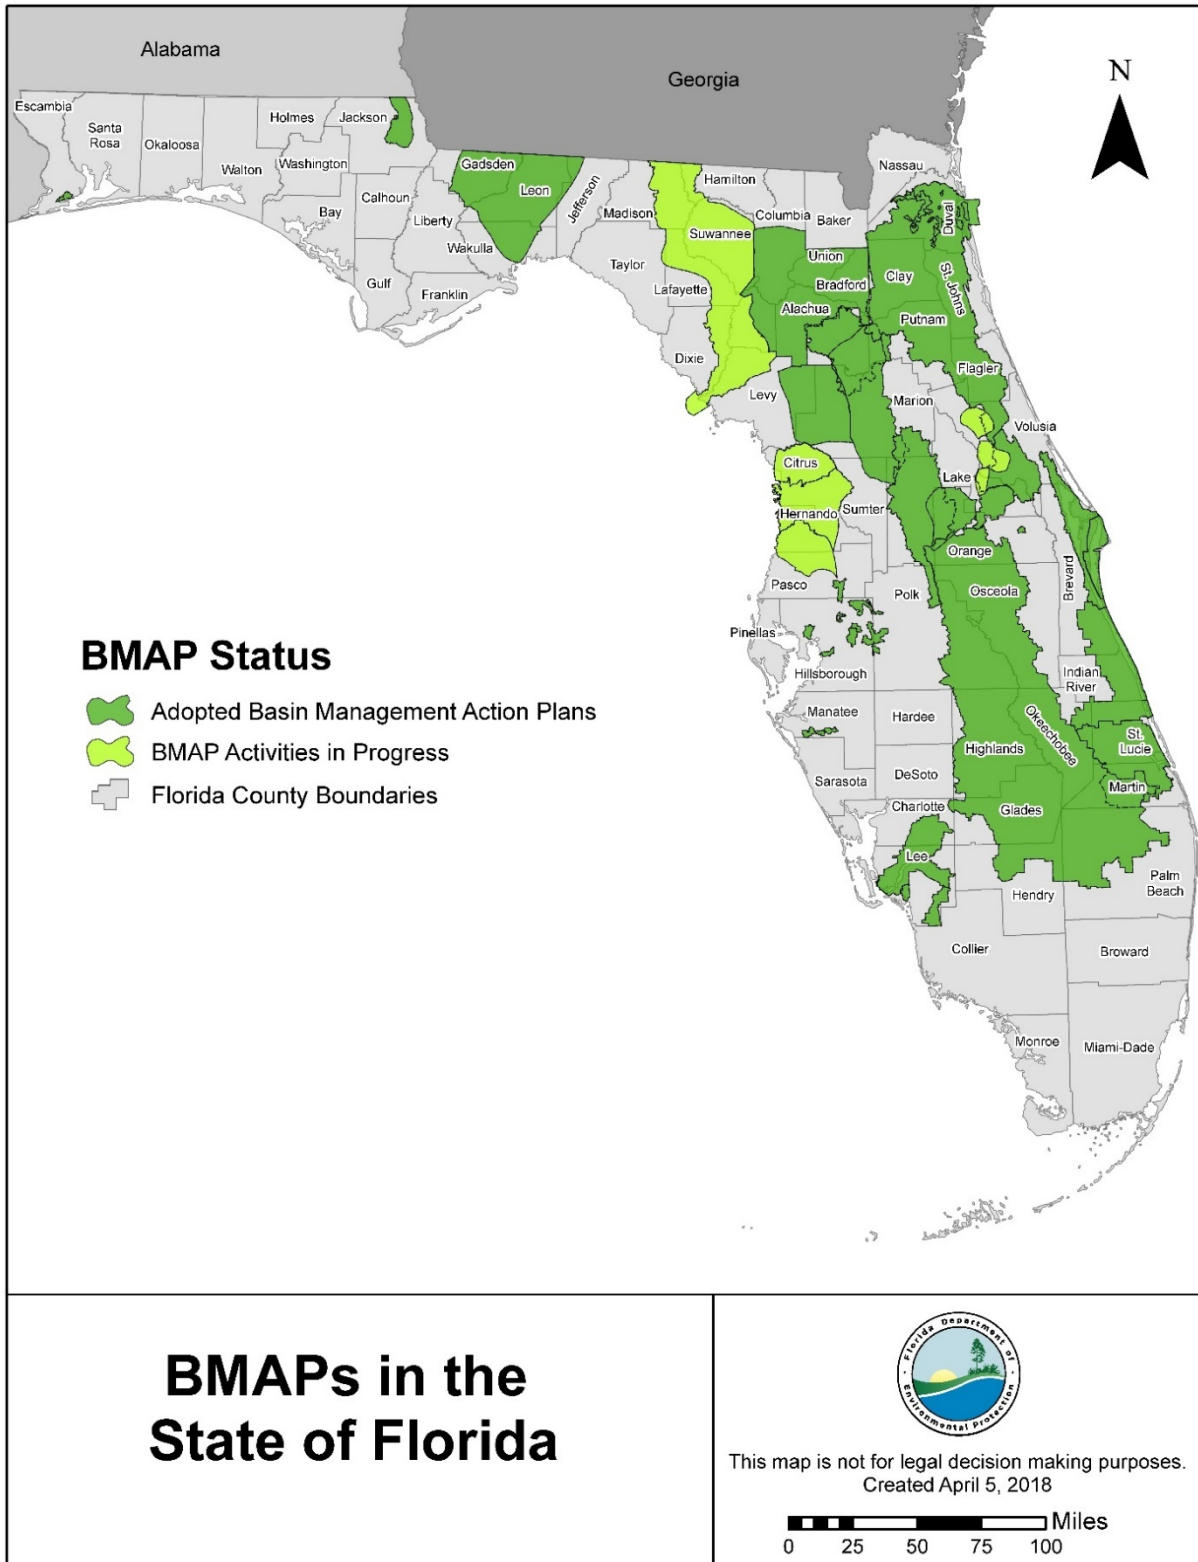 Alabama
Georgia
N
Escambia
Santa
Rosa
Okaloosa
Walton
Holmes
Washington
Jackson
Bay
Calhoun
Gulf
Liberty
Franklin
Gadsden
Leon
Wakulla
Jefferson
Madison
Taylor
Lafayette
Dixie
Hamilton
Suwannee
Columbia
Baker
Nassau
Duval
Union
Bradford
Clay
St. Johns
Alachua
Putnam
Flagler
Levy
Marion
Volusia
Citrus
Lake
Hernando
Sumter
Orange
Pasco
Polk
Osceola
Brevard
Pinellas
Hillsborough
Indian
River
Manatee
Hardee
Highlands
Okeechobee
St.
Lucie
Sarasota
DeSoto
Martin
Charlotte
Glades
Lee
Hendry
Palm
Beach
Collier
Broward
Monroe
Miami-Dade
BMAP Status
Adopted Basin Management Action Plans
BMAP Activities in Progress
Florida County Boundaries
BMAPs in the
State of Florida
Florida Department of
Environmental Protection
This map is not for legal decision making purposes.
Created April 5, 2018
Miles
0 25 50 75 100